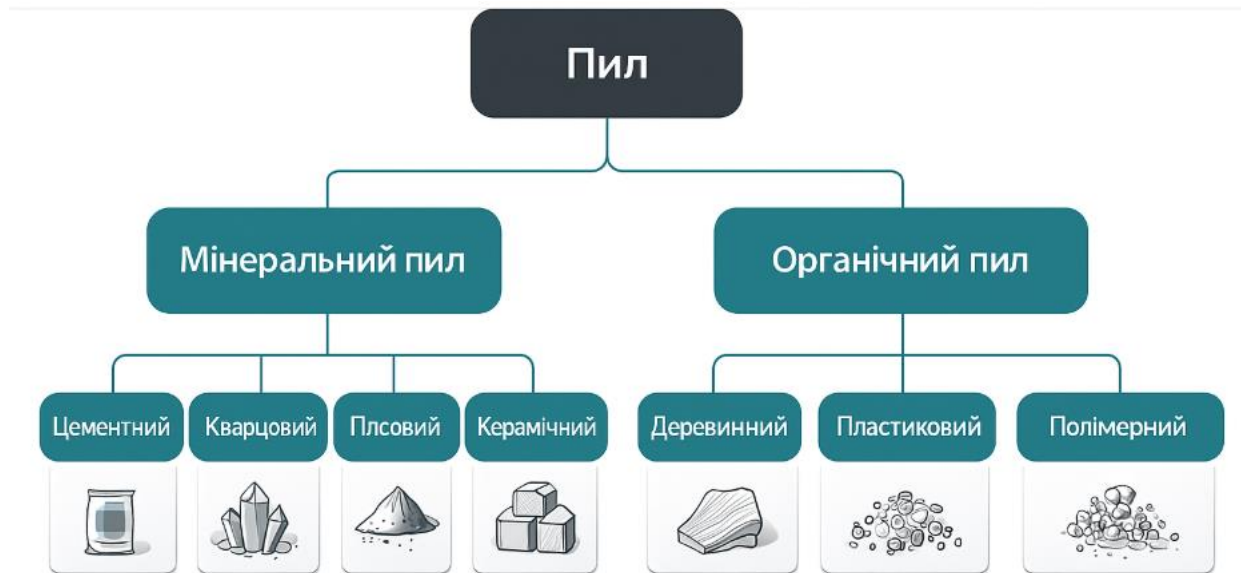 Пил
Мінеральний пил
Органічний пил
Цементний
Кварцовий
Плсовий
Керамічний
Деревинний
Пластиковий
Полімерний